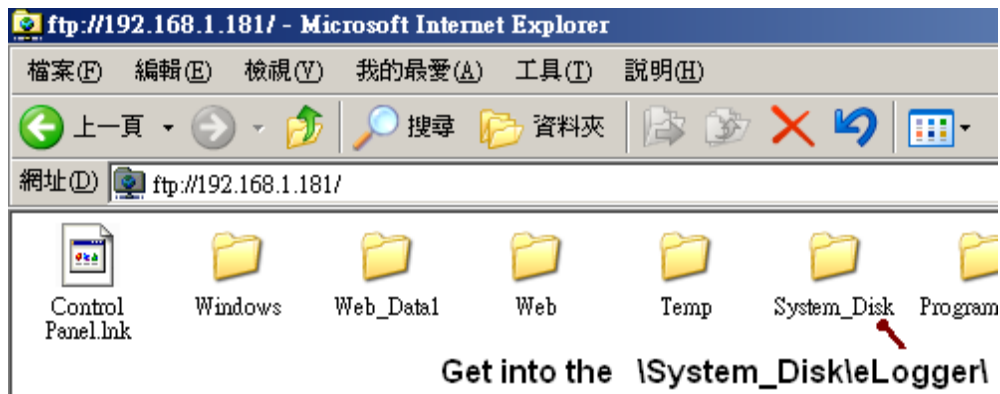 ftp://192.168.1.181/ - Microsoft Internet Explorer
檔案(F) 編輯(E) 檢視(V) 我的最愛(A) 工具(T) 說明(H)
上一頁 搜尋 資料夾
網址(D) ftp://192.168.1.181/
Control Panel.lnk
Windows
Web_Data1
Web
Temp
System_Disk
Program
Get into the \System_Disk\eLogger\